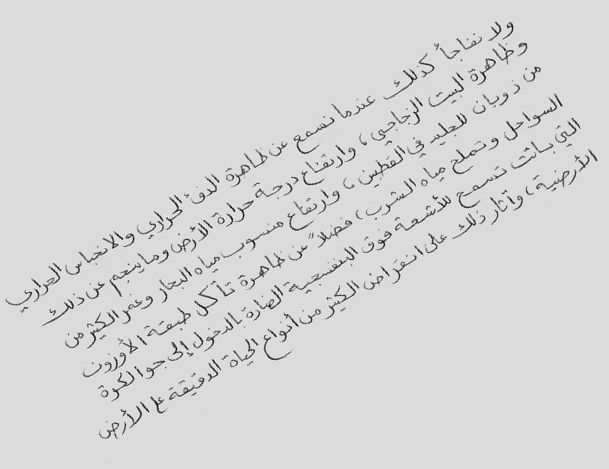 ولا نفاجأ كذلك عندما نسمع عن ظاهرة الدفئ الحراري والانحباس الحراري
وظاهرة البيت الزجاجي، وارتفاع درجة حرارة الأرض وما ينجم عن ذلك
من ذوبان للجليد في القطبين، وارتفاع منسوب مياه البحار وغمر الكثير من
السواحل وتملح مياه الشرب، فضلاً عن ظاهرة تآكل طبقة الأوزون
التي باتت تسمح للأشعة فوق البنفسجية الضارة بالدخول إلى جو الكرة
الأرضية، وآثار ذلك على انقراض الكثير من أنواع الحياة الدقيقة على الأرض